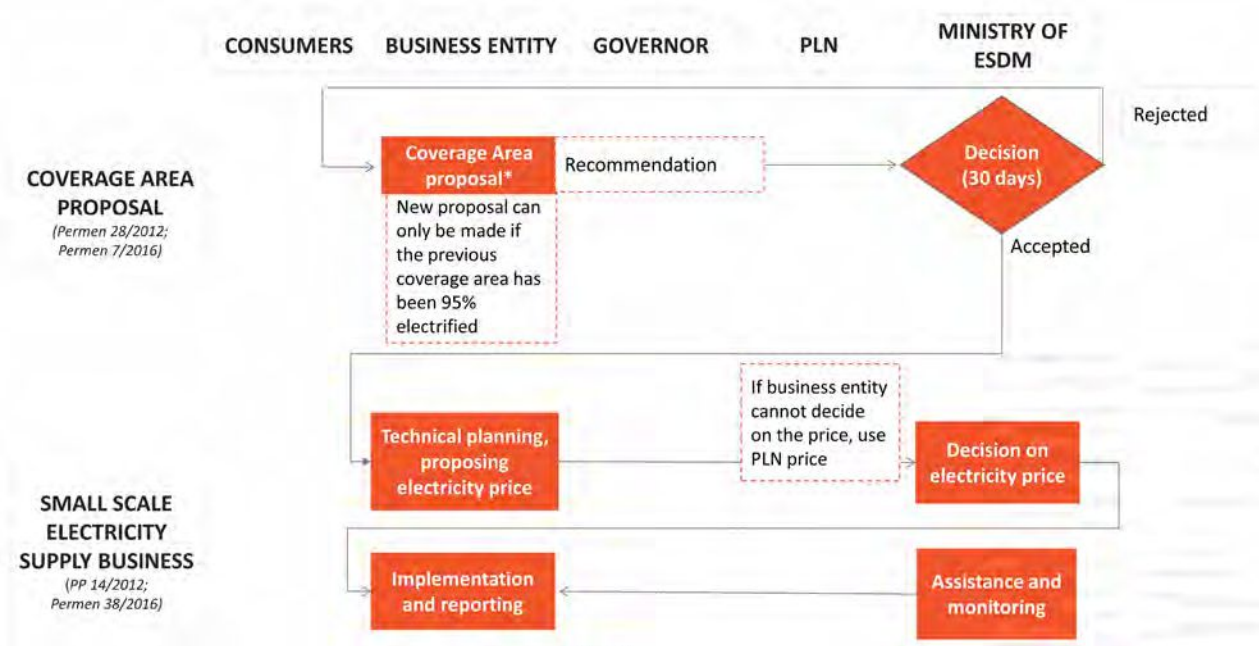 CONSUMERS
BUSINESS ENTITY
GOVERNOR
PLN
MINISTRY OF
ESDM
Rejected
COVERAGE AREA
PROPOSAL
(Permen 28/2012;
Permen 7/2016)
Coverage Area
proposal*
Recommendation
Decision
(30 days)
New proposal can
only be made if
the previous
coverage area has
been 95%
electrified
Accepted
If business entity
cannot decide
on the price, use
PLN price
Technical planning,
proposing
electricity price
Decision on
electricity price
SMALL SCALE
ELECTRICITY
SUPPLY BUSINESS
(PP 14/2012;
Permen 38/2016)
Implementation
and reporting
Assistance and
monitoring